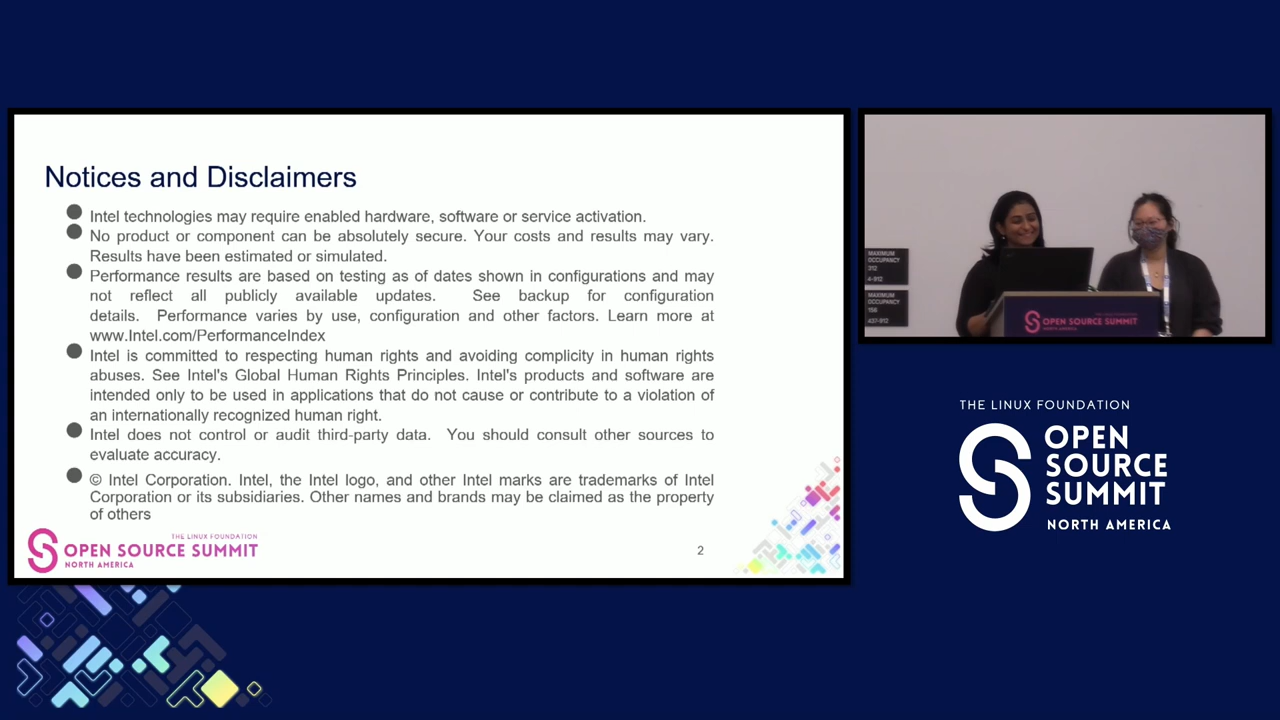 Notices and Disclaimers
Intel technologies may require enabled hardware, software or service activation.
No product or component can be absolutely secure. Your costs and results may vary.
Results have been estimated or simulated.
Performance results are based on testing as of dates shown in configurations and may
not reflect all publicly available updates. See backup for configuration
details. Performance varies by use, configuration and other factors. Learn more at
www.Intel.com/PerformanceIndex
Intel is committed to respecting human rights and avoiding complicity in human rights
abuses. See Intel's Global Human Rights Principles. Intel's products and software are
intended only to be used in applications that do not cause or contribute to a violation of
an internationally recognized human right.
Intel does not control or audit third-party data. You should consult other sources to
evaluate accuracy.
© Intel Corporation. Intel, the Intel logo, and other Intel marks are trademarks of Intel
Corporation or its subsidiaries. Other names and brands may be claimed as the property
of others
THE LINUX FOUNDATION
OPEN SOURCE SUMMIT
NORTH AMERICA
2
MAXIMUM
OCCUPANCY
312
MAXIMUM
OCCUPANCY
156
OPEN SOURCE SUMMIT
NORTH AMERICA
THE LINUX FOUNDATION
OPEN
SOURCE
SUMMIT
NORTH AMERICA